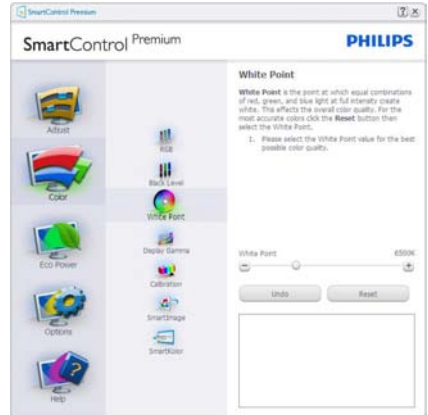 SmartControl Premium
SmartControl Premium
PHILIPS
Adjust
Color
Eco Power
Options
Help
RGB
Black Level
White Point
Display Gamma
Calibration
SmartImage
SmartKolor
White Point
White Point is the point at which equal combinations
of red, green, and blue light at full intensity create
white. This effects the overall color quality. For the
most accurate colors click the Reset button then
select the White Point.
1. Please select the White Point value for the best
possible color quality.
White Point 6500K
Undo Reset